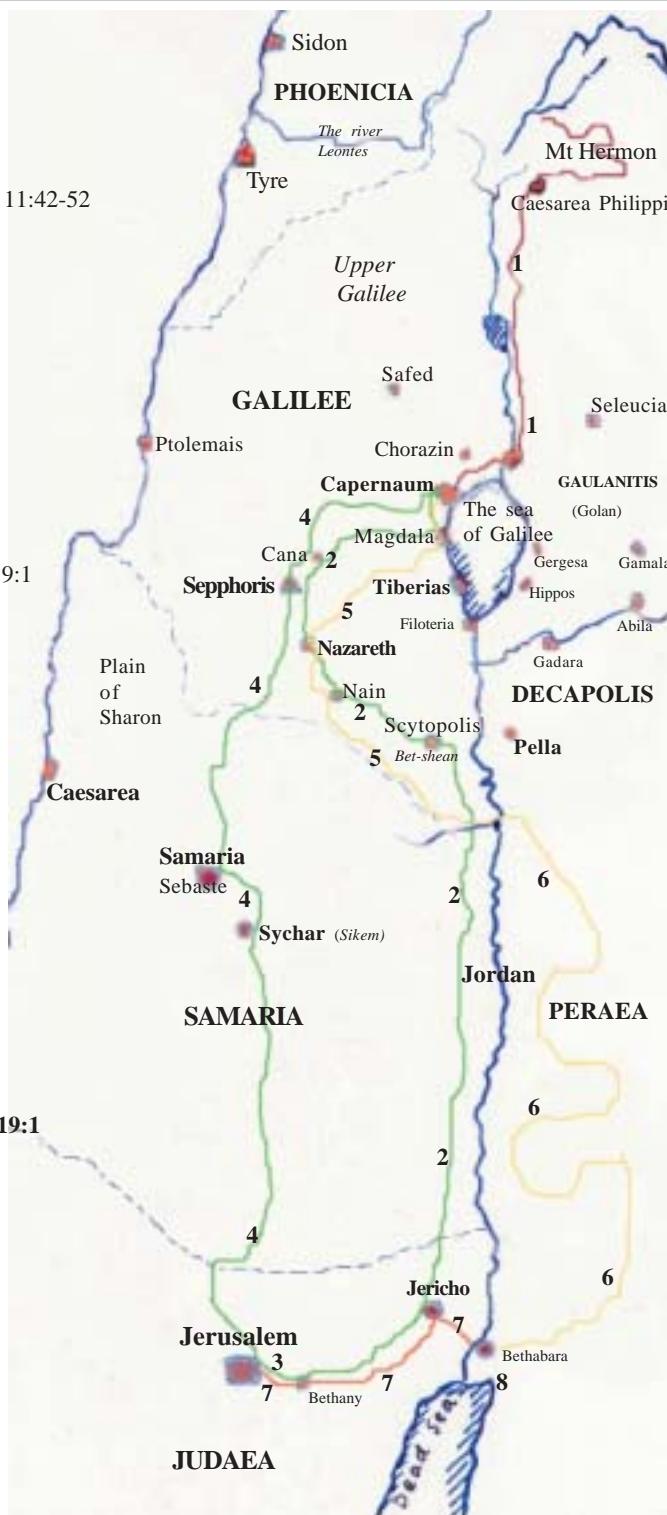 Sidon
PHOENICIA
The river
Leontes
Mt Hermon
Tyre
11:42-52
Caesarea Philippi
Upper
Galilee
1
Safed
GALILEE
Seleucia
1
Ptolemais
Chorazin
Capernaum
GAULANITIS
(Golan)
The sea
of Galilee
4
Magdala
Cana
2
Gergesa
Gamala
9:1
Sepphoris
Tiberias
Hippos
5
Filoteria
Abila
Nazareth
Gadara
Plain
of
Sharon
4
Nain
2
DECAPOLIS
Scytopolis
Bet-shean
5
Pella
Caesarea
Samaria
Sebaste
4
2
6
Sychar (Sikem)
Jordan
SAMARIA
PERAEA
19:1
6
2
4
6
Jericho
7
Jerusalem
3
Bethabara
7
Bethany
7
8
Dead Sea
JUDAEA